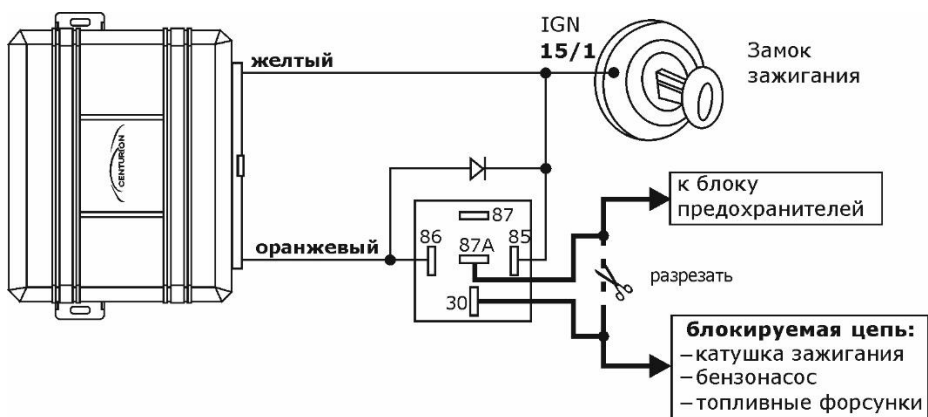 IGN
15/1
желтый
Замок
зажигания
CENTURION
к блоку
предохранителей
87
86
87A
85
оранжевый
разрезать
30
блокируемая цепь:
–катушка зажигания
–бензонасос
–топливные форсунки